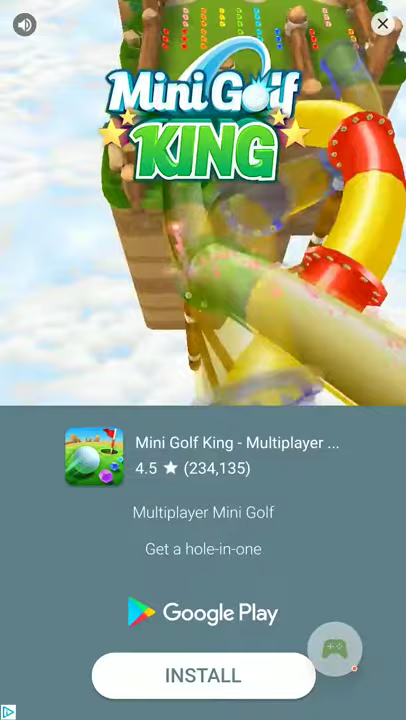 Mini Golf
KING
Mini Golf King - Multiplayer ...
4.5 ★ (234,135)
Multiplayer Mini Golf
Get a hole-in-one
Google Play
INSTALL